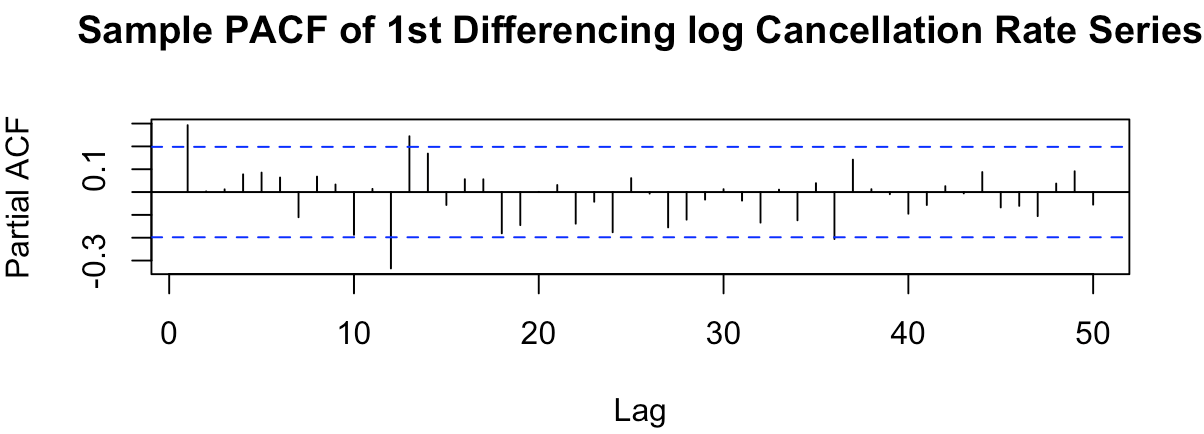 Sample PACF of 1st Differencing log Cancellation Rate Series
Partial ACF
0.1
-0.3
0 10 20 30 40 50
Lag